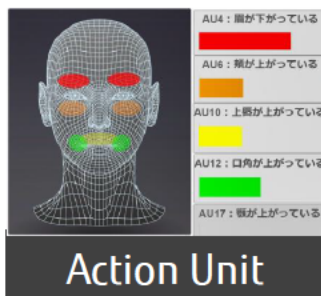 AU4：眉が下がっている
AU6：頬が上がっている
AU10：上唇が上がっている
AU12：口角が上がっている
AU17：顎が上がっている
Action Unit